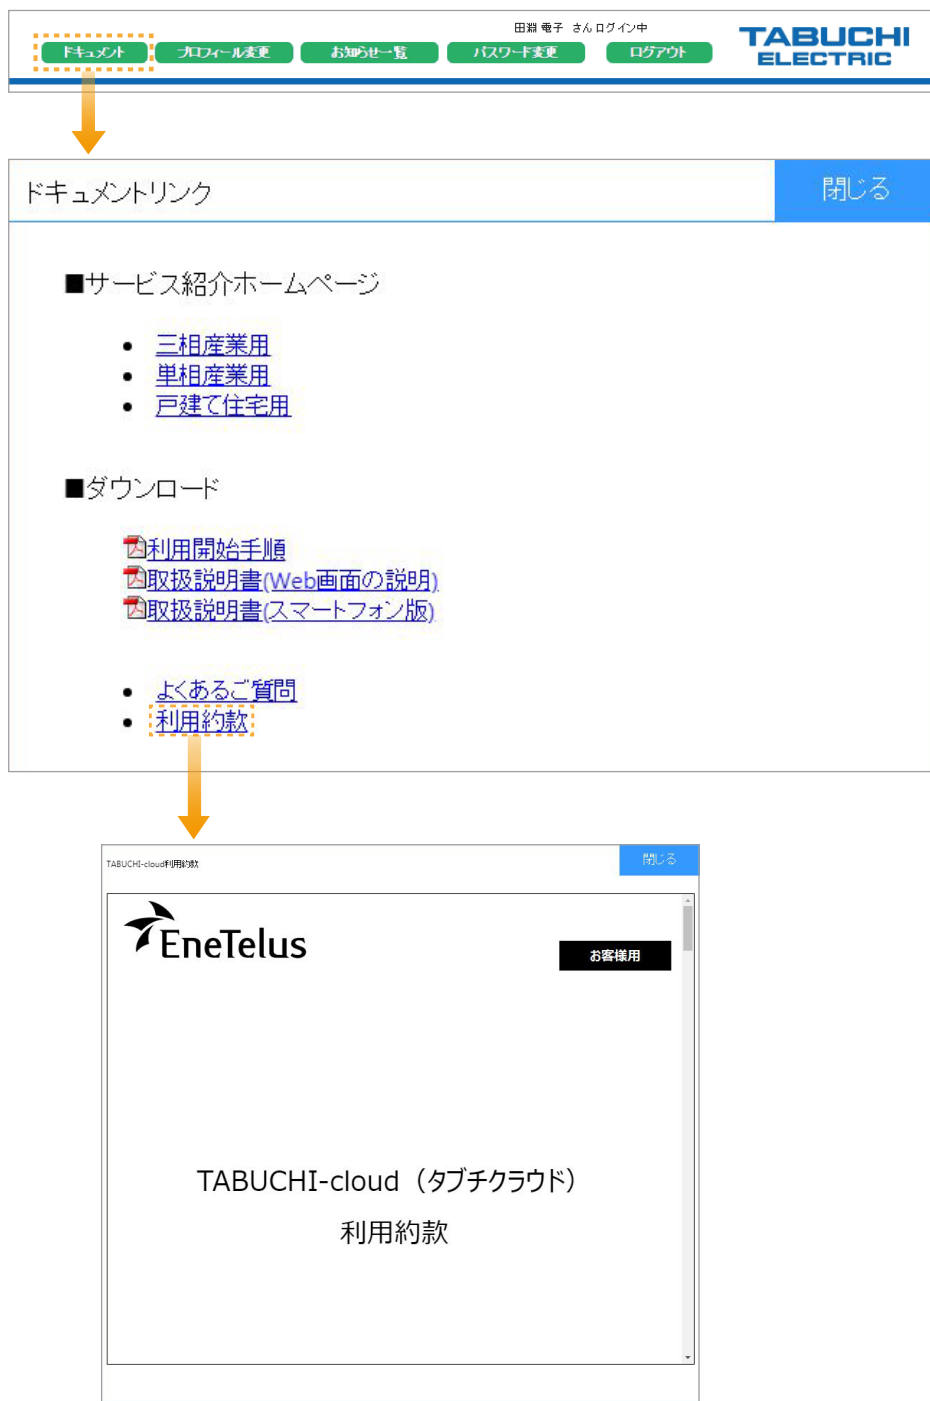 田淵 電子 さんログイン中
ドキュメント プロフィール変更 お知らせ一覧 パスワード変更 ログアウト
TABUCHI
ELECTRIC
ドキュメントリンク 閉じる
■サービス紹介ホームページ
• 三相産業用
• 単相産業用
• 戸建て住宅用
■ダウンロード
利用開始手順
取扱説明書(Web画面の説明)
取扱説明書(スマートフォン版)
• よくあるご質問
• 利用約款
TABUCHI-cloud利用約款 閉じる
EneTelus
お客様用
TABUCHI-cloud（タブチクラウド）
利用約款